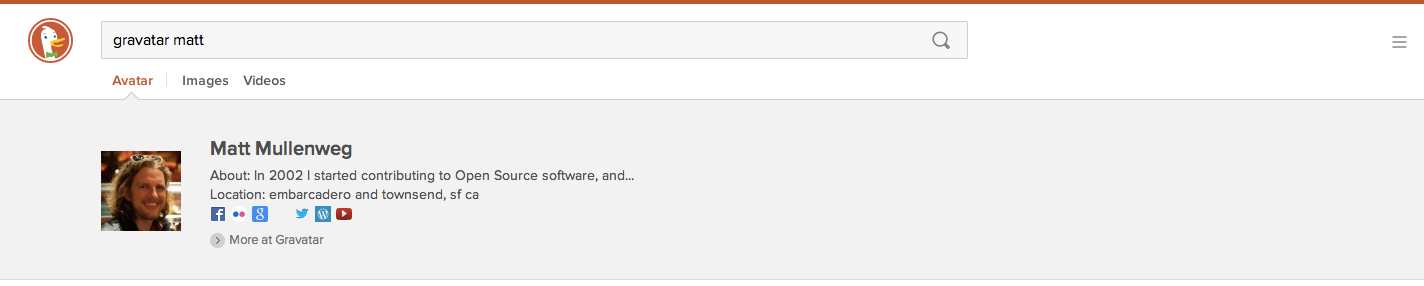 gravatar matt
Avatar Images Videos
Matt Mullenweg
About: In 2002 I started contributing to Open Source software, and...
Location: embarcadero and townsend, sf ca
More at Gravatar